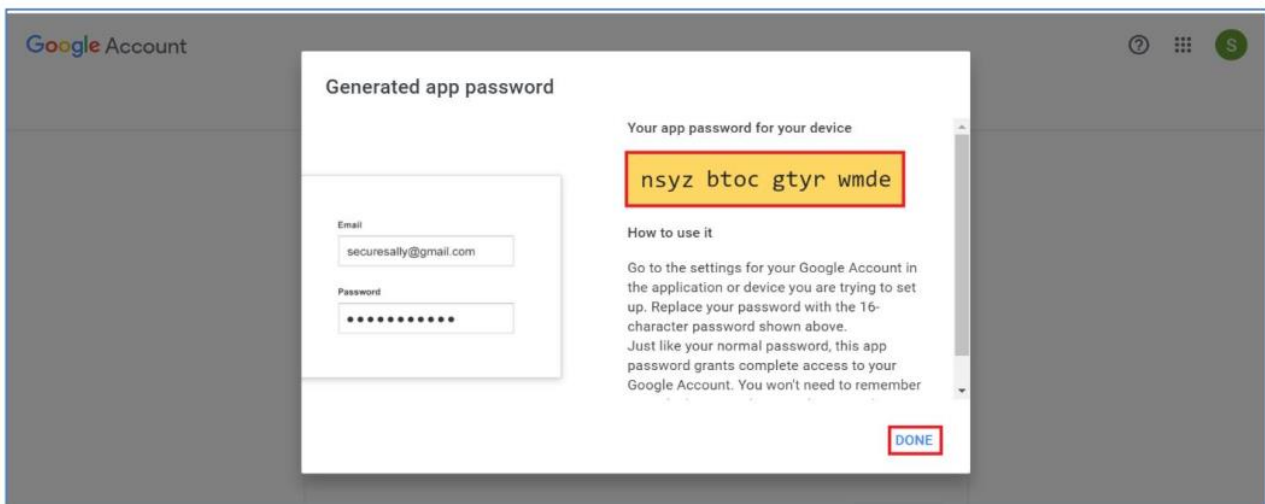 Google Account
S
Generated app password
Your app password for your device
nsyz btoc gtyr wmde
Email
securesally@gmail.com
Password
How to use it
Go to the settings for your Google Account in
the application or device you are trying to set
up. Replace your password with the 16-
character password shown above.
Just like your normal password, this app
password grants complete access to your
Google Account. You won't need to remember
DONE